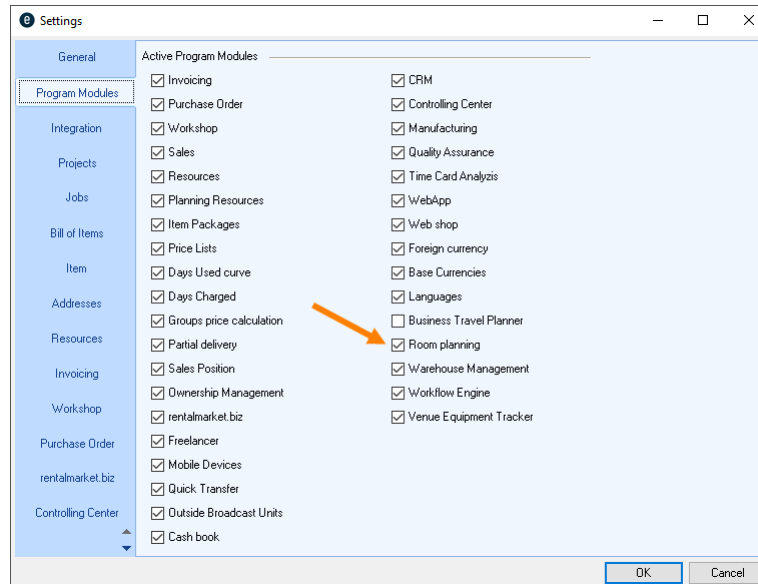 e Settings
General
Program Modules
Integration
Projects
Jobs
Bill of Items
Item
Addresses
Resources
Invoicing
Workshop
Purchase Order
rentalmarket.biz
Controlling Center
Active Program Modules
Invoicing
Purchase Order
Workshop
Sales
Resources
Planning Resources
Item Packages
Price Lists
Days Used curve
Days Charged
Groups price calculation
Partial delivery
Sales Position
Ownership Management
rentalmarket.biz
Freelancer
Mobile Devices
Quick Transfer
Outside Broadcast Units
Cash book
CRM
Controlling Center
Manufacturing
Quality Assurance
Time Card Analyzis
WebApp
Web shop
Foreign currency
Base Currencies
Languages
Business Travel Planner
Room planning
Warehouse Management
Workflow Engine
Venue Equipment Tracker
OK
Cancel